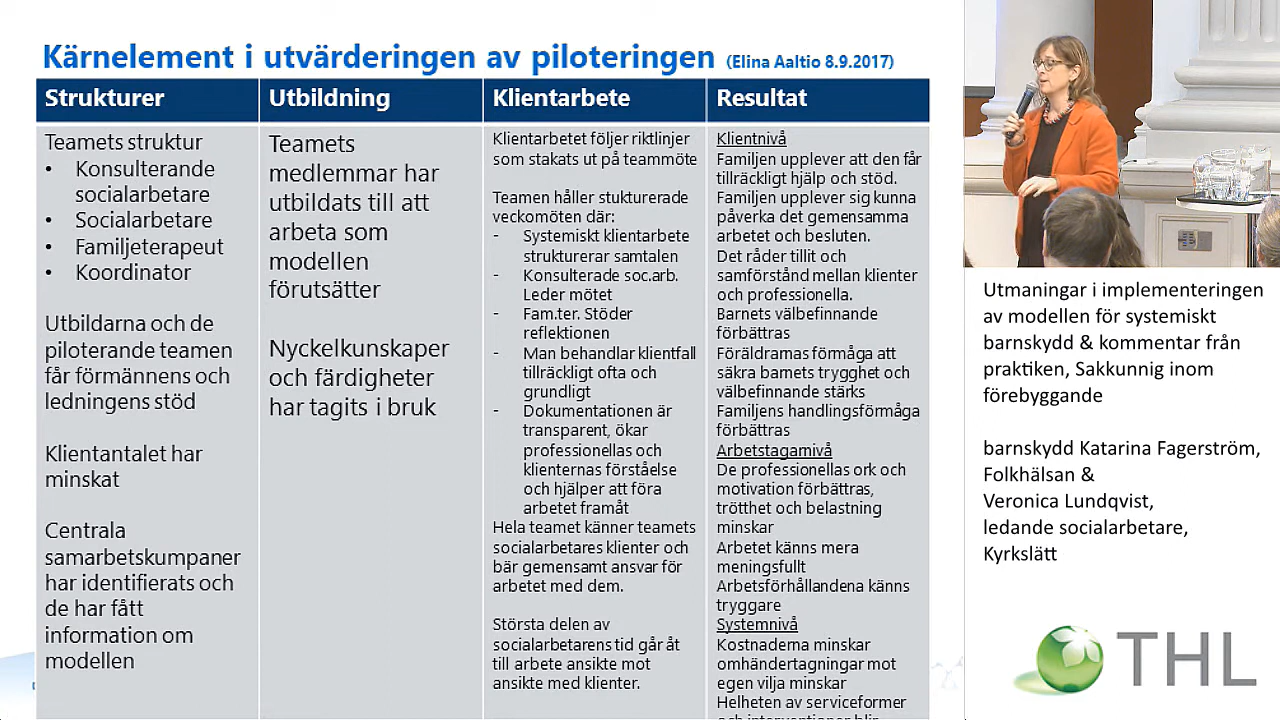 Kärnelement i utvärderingen av piloteringen (Elina Aaltio 8.9.2017)
Strukturer
Teamets struktur
• Konsulterande
socialarbetare
• Socialarbetare
• Familjeterapeut
• Koordinator
Utbildarna och de
piloterande teamen
får förmännens och
ledningens stöd
Klientantalet har
minskat
Centrala
samarbetskumpaner
har identifierats och
de har fått
information om
modellen
Utbildning
Teamets
medlemmar har
utbildats till att
arbeta som
modellen
förutsätter
Nyckelkunskaper
och färdigheter
har tagits i bruk
Klientarbete
Klientarbetet följer riktlinjer
som stakats ut på teammöte
Teamen håller stukturerade
veckomöten där:
- Systemiskt klientarbete
strukturerar samtalen
- Konsulterade soc.arb.
Leder mötet
- Fam.ter. Stöder
reflektionen
- Man behandlar klientfall
tillräckligt ofta och
grundligt
- Dokumentationen är
transparent, ökar
professionellas och
klienternas förståelse
och hjälper att föra
arbetet framåt
Hela teamet känner teamets
socialarbetares klienter och
bär gemensamt ansvar för
arbetet med dem.
Största delen av
socialarbetarens tid går åt
till arbete ansikte mot
ansikte med klienter.
Resultat
Klientnivå
Familjen upplever att den får
tillräckligt hjälp och stöd.
Familjen upplever sig kunna
påverka det gemensamma
arbetet och besluten.
Det råder tillit och
samförstånd mellan klienter
och professionella.
Barnets välbefinnande
förbättras
Föräldrarnas förmåga att
säkra barnets trygghet och
välbefinnande stärks
Familjens handlingsförmåga
förbättras
Arbetstagarnivå
De professionellas ork och
motivation förbättras,
trötthet och belastning
minskar
Arbetet känns mera
meningsfullt
Arbetsförhållandena känns
tryggare
Systemnivå
Kostnaderna minskar
omhändertagningar mot
egen vilja minskar
Helheten av serviceformer
och interventioner blir
Utmaningar i implementeringen
av modellen för systemiskt
barnskydd & kommentar från
praktiken, Sakkunnig inom
förebyggande
barnskydd Katarina Fagerström,
Folkhälsan &
Veronica Lundqvist,
ledande socialarbetare,
Kyrkslätt
THL